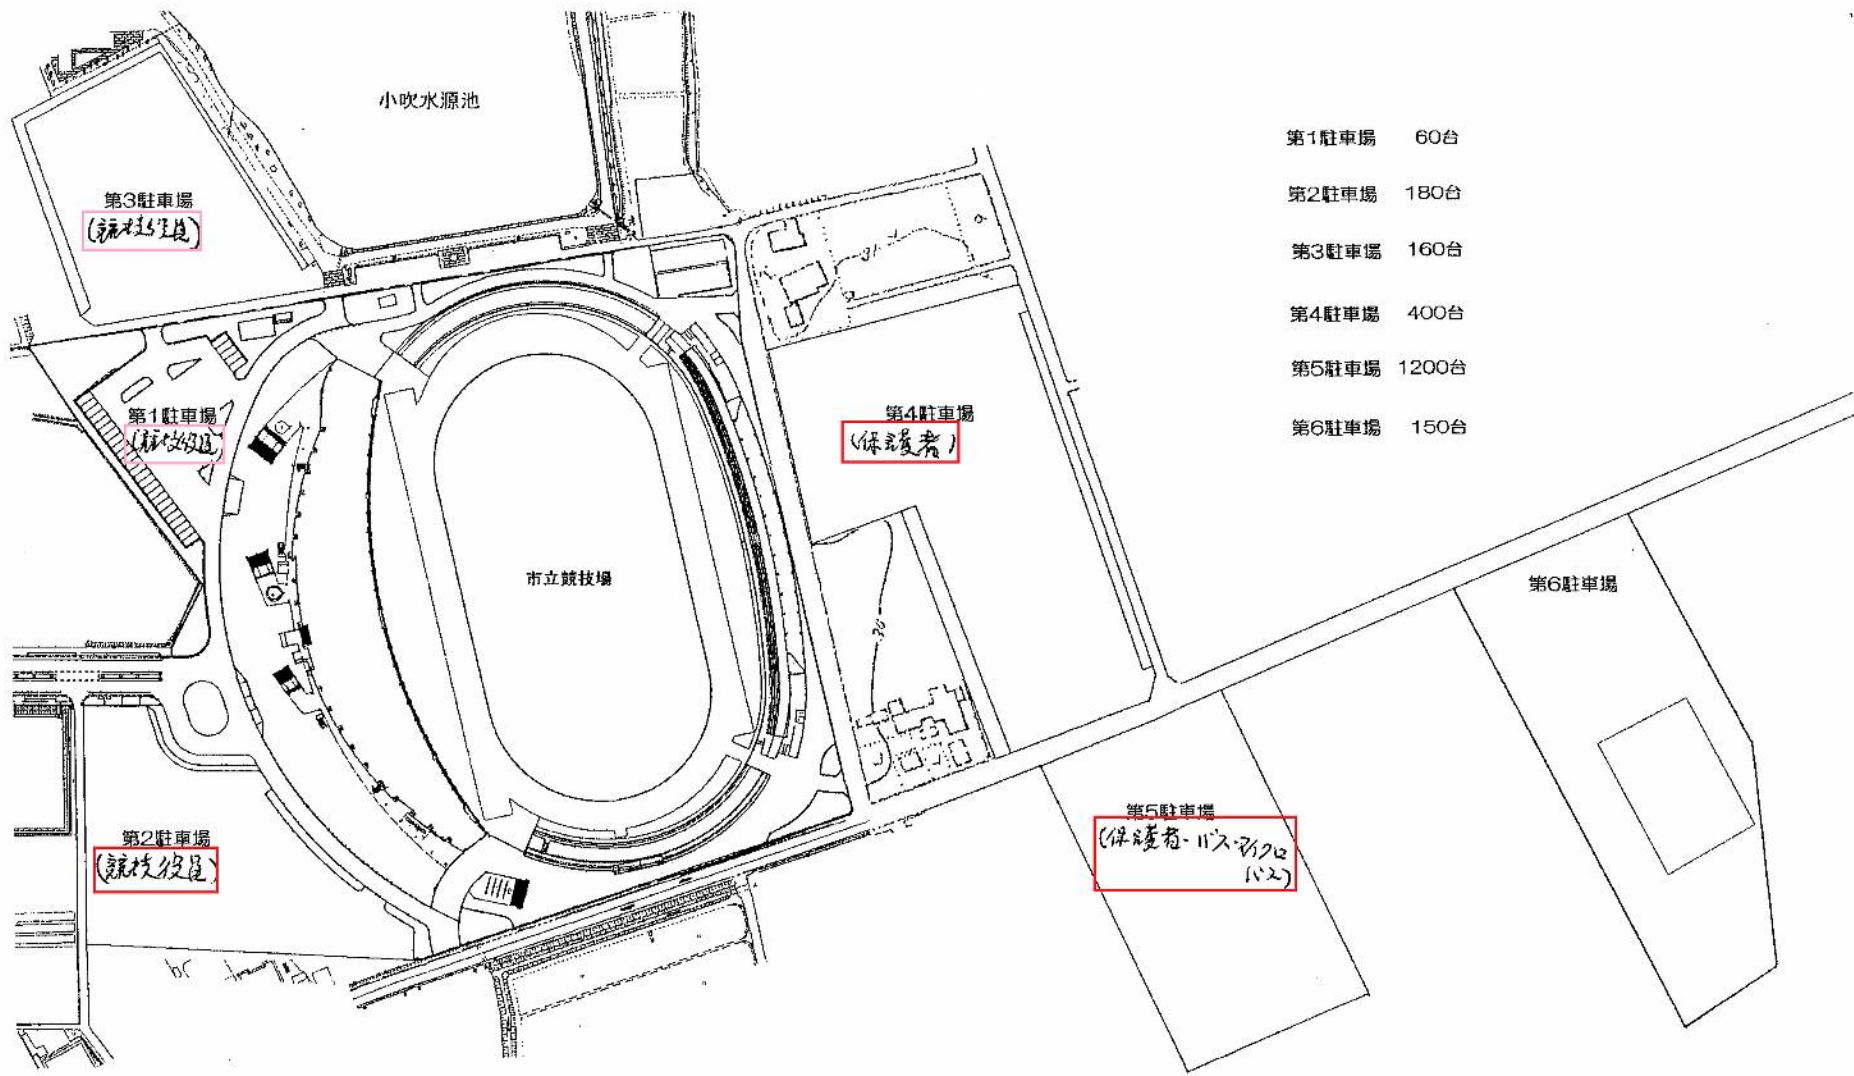 小吹水源池
第1駐車場 60台
第2駐車場 180台
第3駐車場 160台
第4駐車場 400台
第5駐車場 1200台
第6駐車場 150台
第3駐車場
(競技役員)
第1駐車場
(競技役員)
第4駐車場
(保護者)
市立競技場
第6駐車場
第2駐車場
(競技役員)
第5駐車場
(保護者・バス・マイクロ
バス)